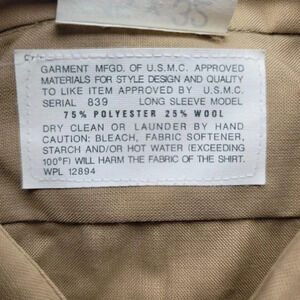 35
GARMENT MFGD. OF U.S.M.C. APPROVED
MATERIALS FOR STYLE DESIGN AND QUALITY
TO LIKE ITEM APPROVED BY U.S.M.C.
SERIAL 839 LONG SLEEVE MODEL
75% POLYESTER 25% WOOL
DRY CLEAN OR LAUNDER BY HAND
CAUTION: BLEACH, FABRIC SOFTENER,
STARCH AND/OR HOT WATER (EXCEEDING
100°F) WILL HARM THE FABRIC OF THE SHIRT.
WPL 12894